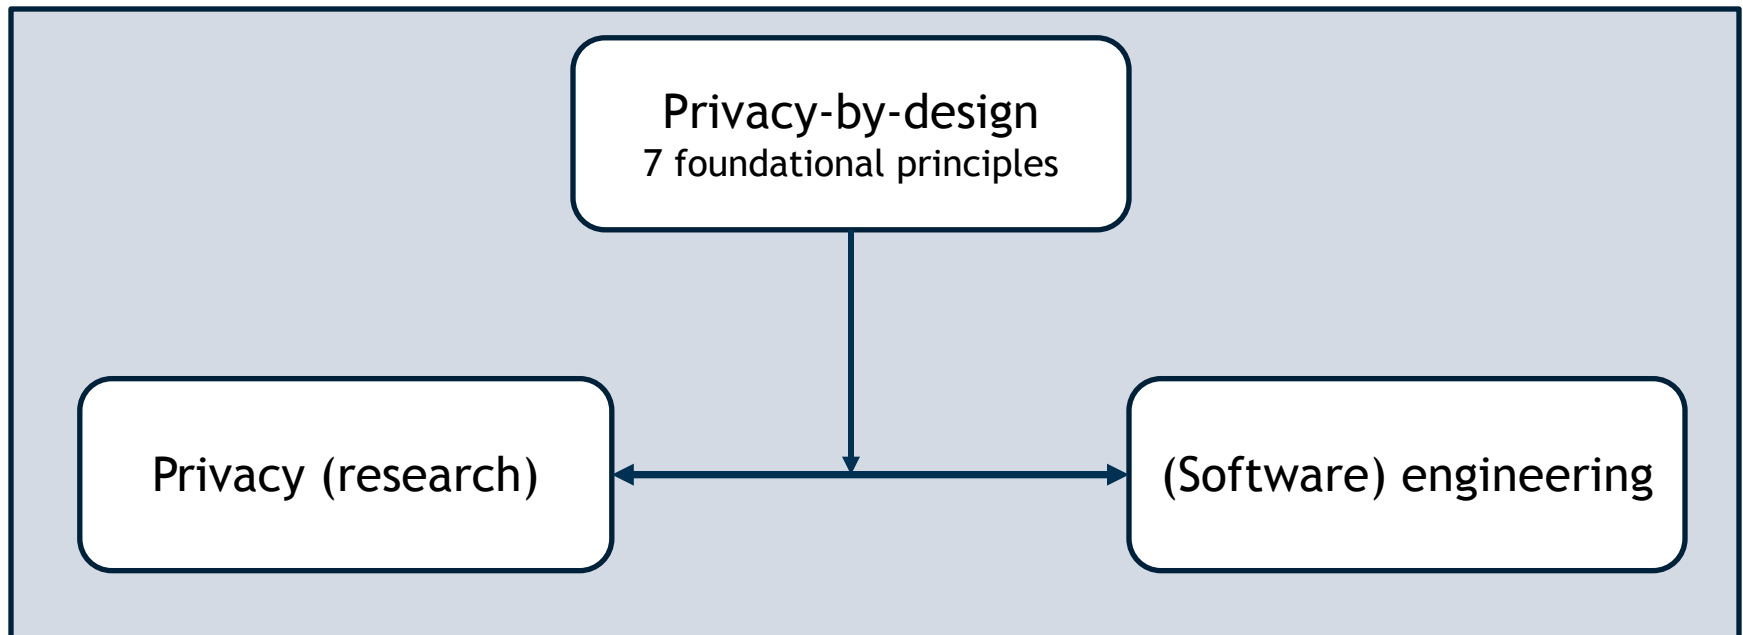 Privacy-by-design
7 foundational principles
Privacy (research)
(Software) engineering